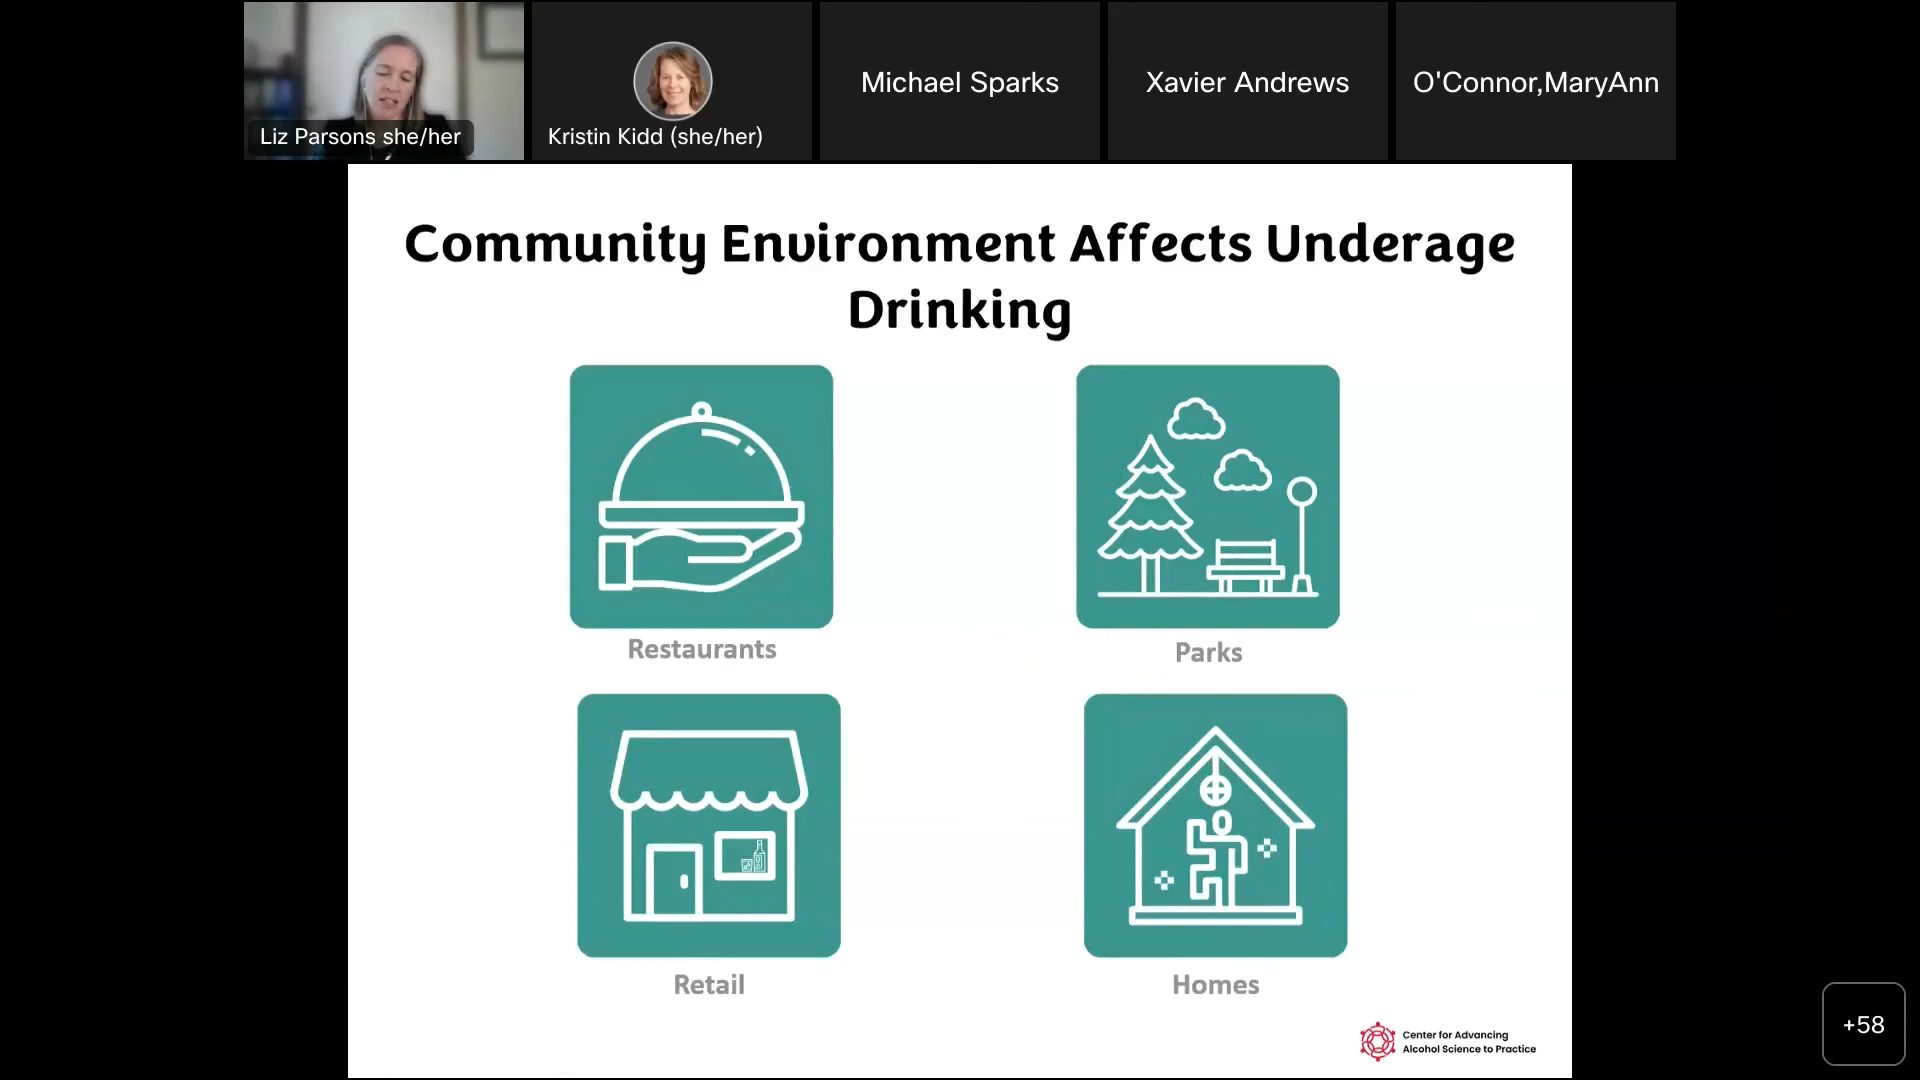 Liz Parsons she/her
Kristin Kidd (she/her)
Michael Sparks
Xavier Andrews
O'Connor,MaryAnn
Community Environment Affects Underage
Drinking
Restaurants
Parks
Retail
Homes
Center for Advancing
Alcohol Science to Practice
+58